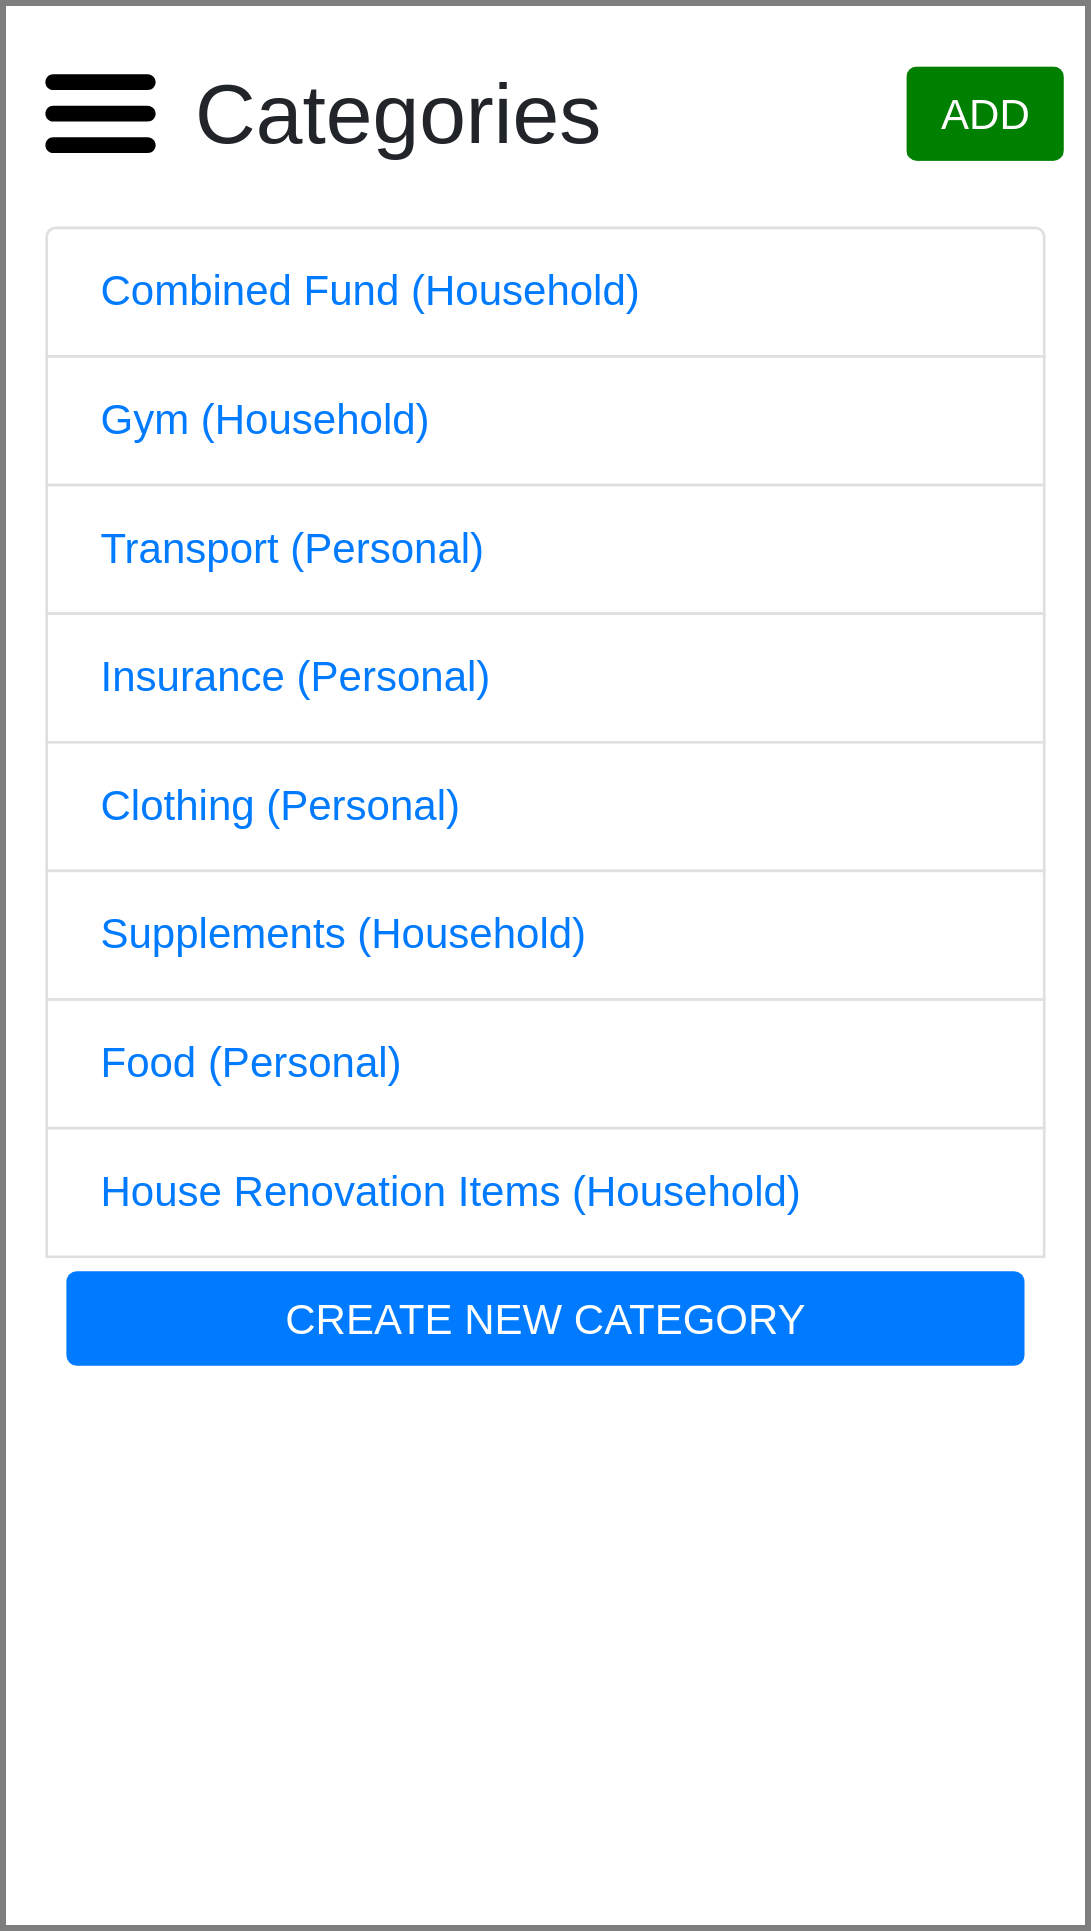 Categories
ADD
Combined Fund (Household)
Gym (Household)
Transport (Personal)
Insurance (Personal)
Clothing (Personal)
Supplements (Household)
Food (Personal)
House Renovation Items (Household)
CREATE NEW CATEGORY